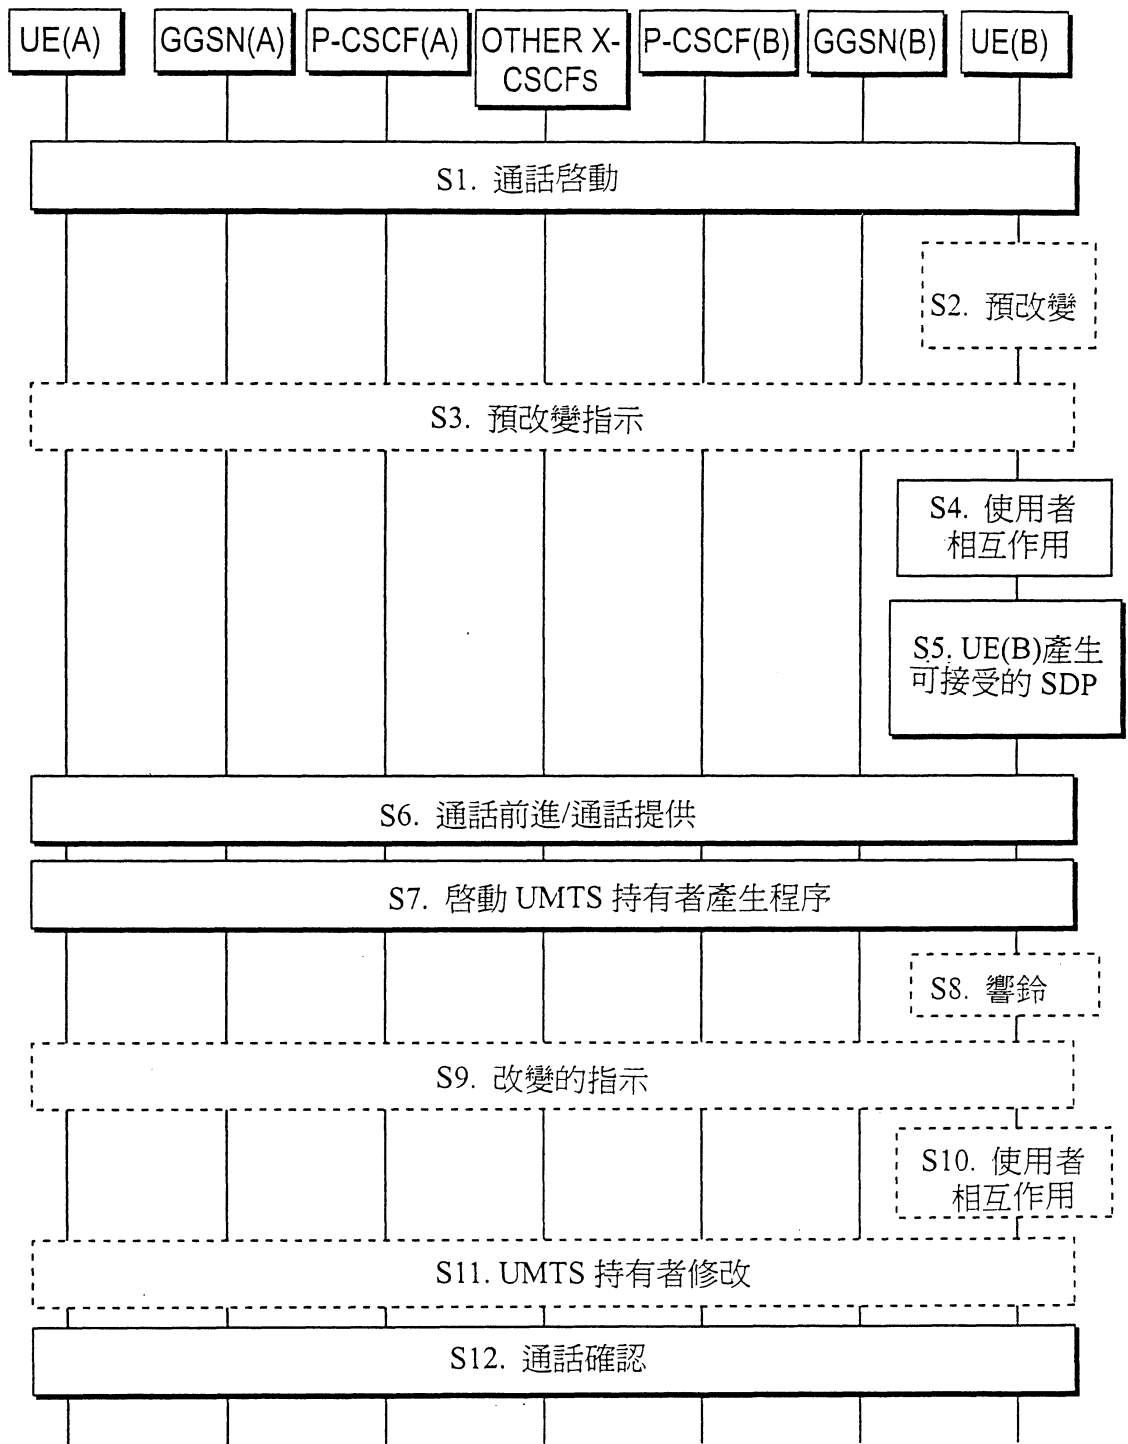 UE(A)
GGSN(A)
P-CSCF(A)
OTHER X-
CSCFs
P-CSCF(B)
GGSN(B)
UE(B)
S1. 通話啓動
S2. 預改變
S3. 預改變指示
S4. 使用者
相互作用
S5. UE(B)產生
可接受的 SDP
S6. 通話前進/通話提供
S7. 啓動 UMTS 持有者產生程序
S8. 響鈴
S9. 改變的指示
S10. 使用者
相互作用
S11. UMTS 持有者修改
S12. 通話確認